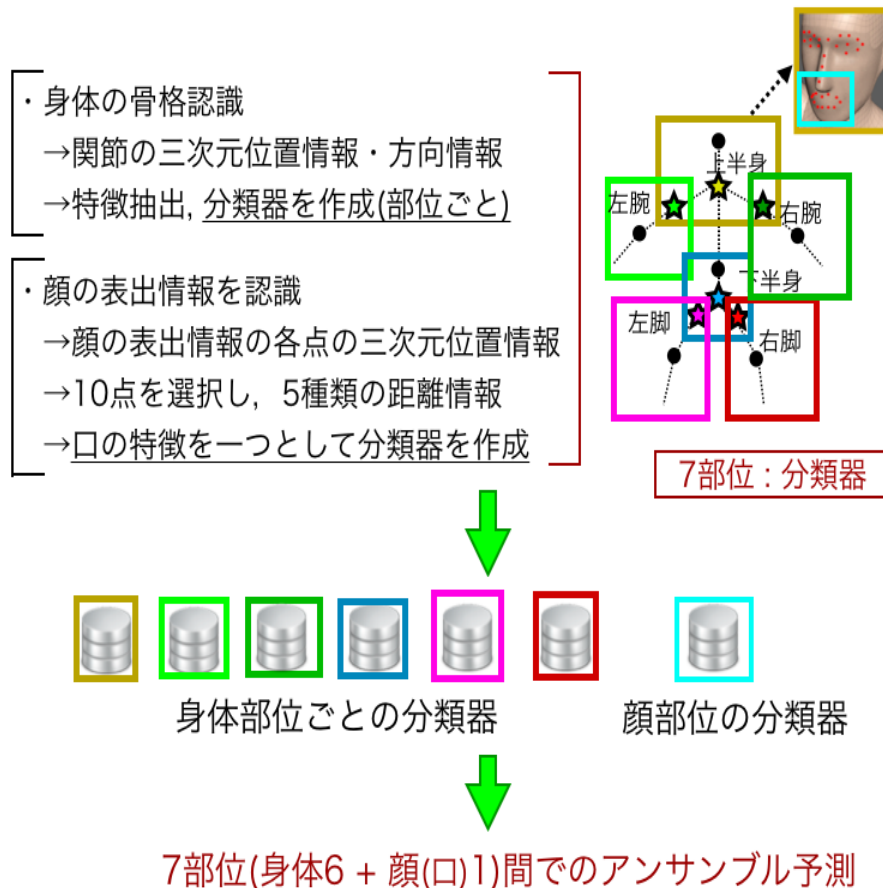 ・身体の骨格認識
→関節の三次元位置情報・方向情報
→特徴抽出, 分類器を作成(部位ごと)
・顔の表出情報を認識
→顔の表出情報の各点の三次元位置情報
→10点を選択し, 5種類の距離情報
→口の特徴を一つとして分類器を作成
上半身
左腕
右腕
下半身
左脚
右脚
7部位 : 分類器
身体部位ごとの分類器
顔部位の分類器
7部位(身体6 + 顔(口)1)間でのアンサンブル予測